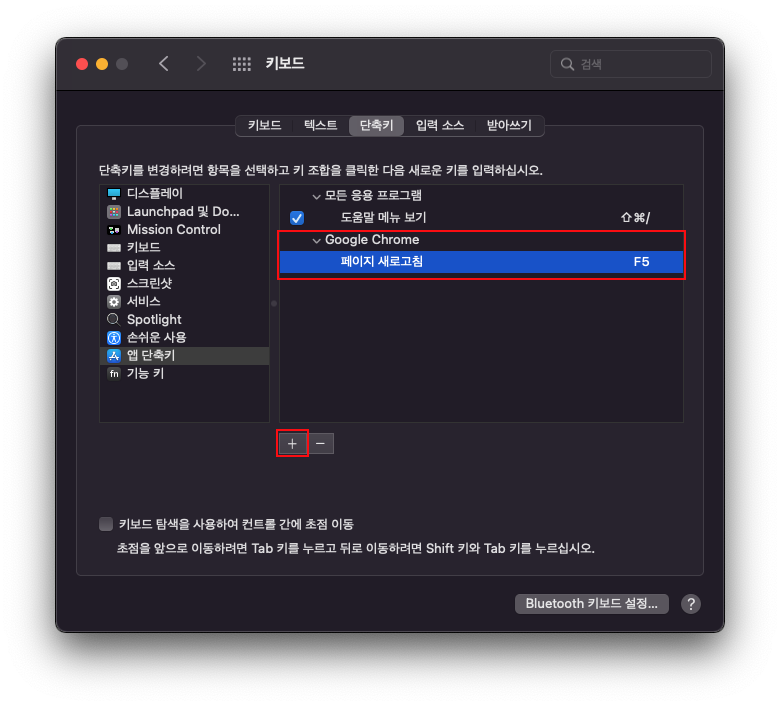 키보드
검색
키보드
텍스트
단축키
입력 소스
받아쓰기
단축키를 변경하려면 항목을 선택하고 키 조합을 클릭한 다음 새로운 키를 입력하십시오.
디스플레이
Launchpad 및 Do...
Mission Control
키보드
입력 소스
스크린샷
서비스
Spotlight
손쉬운 사용
앱 단축키
fn 기능 키
모든 응용 프로그램
도움말 메뉴 보기 ⇧⌘/
Google Chrome
페이지 새로고침 F5
+ −
키보드 탐색을 사용하여 컨트롤 간에 초점 이동
초점을 앞으로 이동하려면 Tab 키를 누르고 뒤로 이동하려면 Shift 키와 Tab 키를 누르십시오.
Bluetooth 키보드 설정... ?